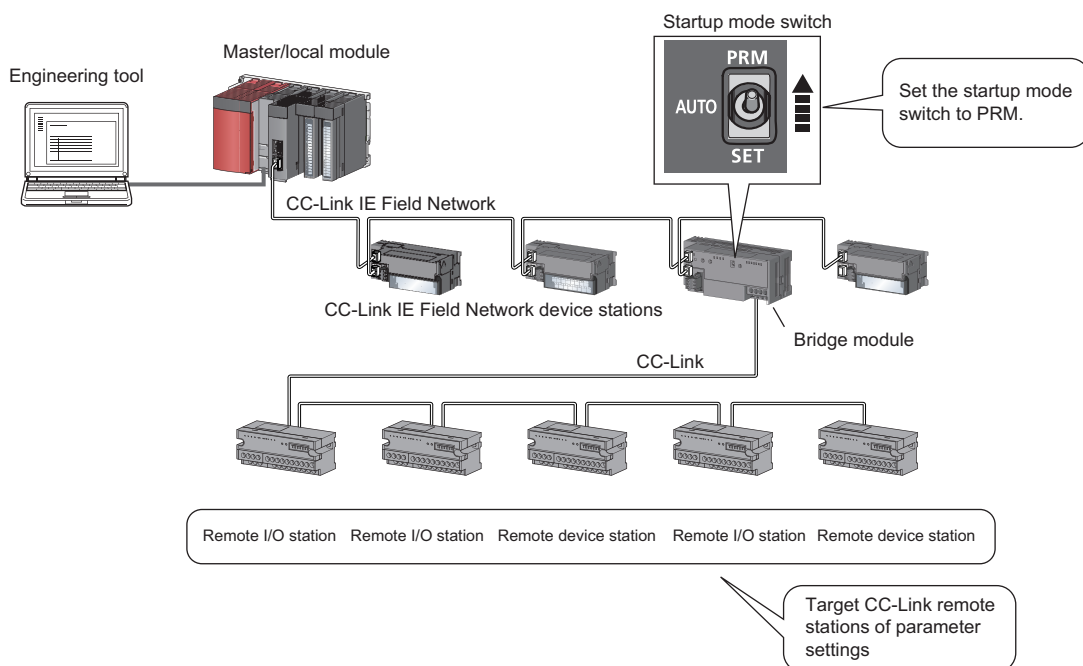 Startup mode switch
Master/local module
Engineering tool
PRM
AUTO
SET
Set the startup mode
switch to PRM.
CC-Link IE Field Network
CC-Link IE Field Network device stations
Bridge module
CC-Link
Remote I/O station Remote I/O station Remote device station Remote I/O station Remote device station
Target CC-Link remote
stations of parameter
settings